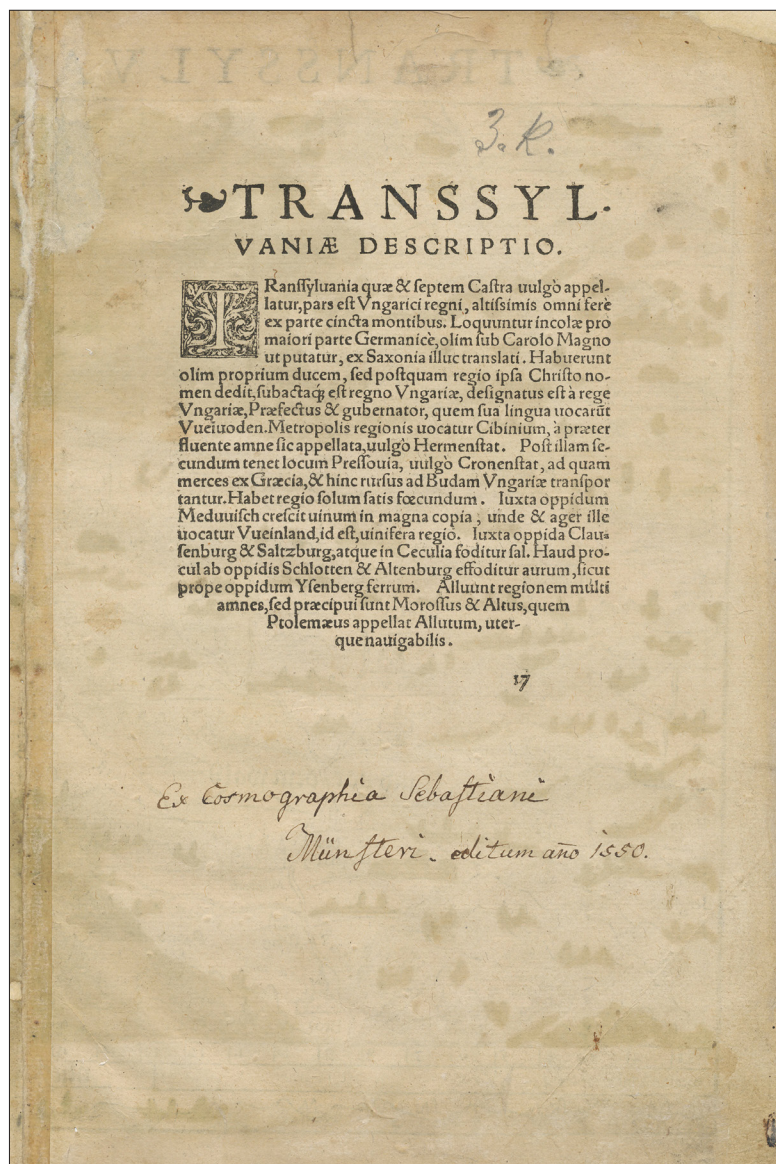 3. R.
❧TRANSSYL-
VANIÆ DESCRIPTIO.
TRanſſyluania quæ & ſeptem Caſtra uulgò appel-
latur, pars eſt Vngarici regni, altiſsimis omni ferè
ex parte cincta montibus. Loquuntur incolæ pro
maiori parte Germanicè, olim ſub Carolo Magno
ut putatur, ex Saxonia illuc translati. Habuerunt
olim proprium ducem, ſed poſtquam regio ipſa Chriſto no-
men dedit, ſubactaqꝫ eſt regno Vngariæ, deſignatus eſt à rege
Vngariæ, Præfectus & gubernator, quem ſua lingua uocarūt
Vueiuoden. Metropolis regionis uocatur Cibinium, à præter
fluente amne ſic appellata, uulgò Hermenſtat. Poſt illam ſe-
cundum tenet locum Preſſouia, uulgò Cronenſtat, ad quam
merces ex Græcia, & hinc rurſus ad Budam Vngariæ tranſpor
tantur. Habet regio ſolum ſatis fœcundum. Iuxta oppidum
Meduuiſch creſcit uinum in magna copia, unde & ager ille
uocatur Vueinland, id eſt, uinifera regio. Iuxta oppida Clau-
ſenburg & Saltzburg, atque in Ceculia foditur ſal. Haud pro-
cul ab oppidis Schlotten & Altenburg effoditur aurum, ſicut
prope oppidum Yſenberg ferrum. Alluunt regionem multi
amnes, ſed præcipui ſunt Moroſſus & Altus, quem
Ptolemæus appellat Allutum, uter-
que nauigabilis.
17
Ex Cosmographia Sebaſtiani
Münſteri. editum año 1550.